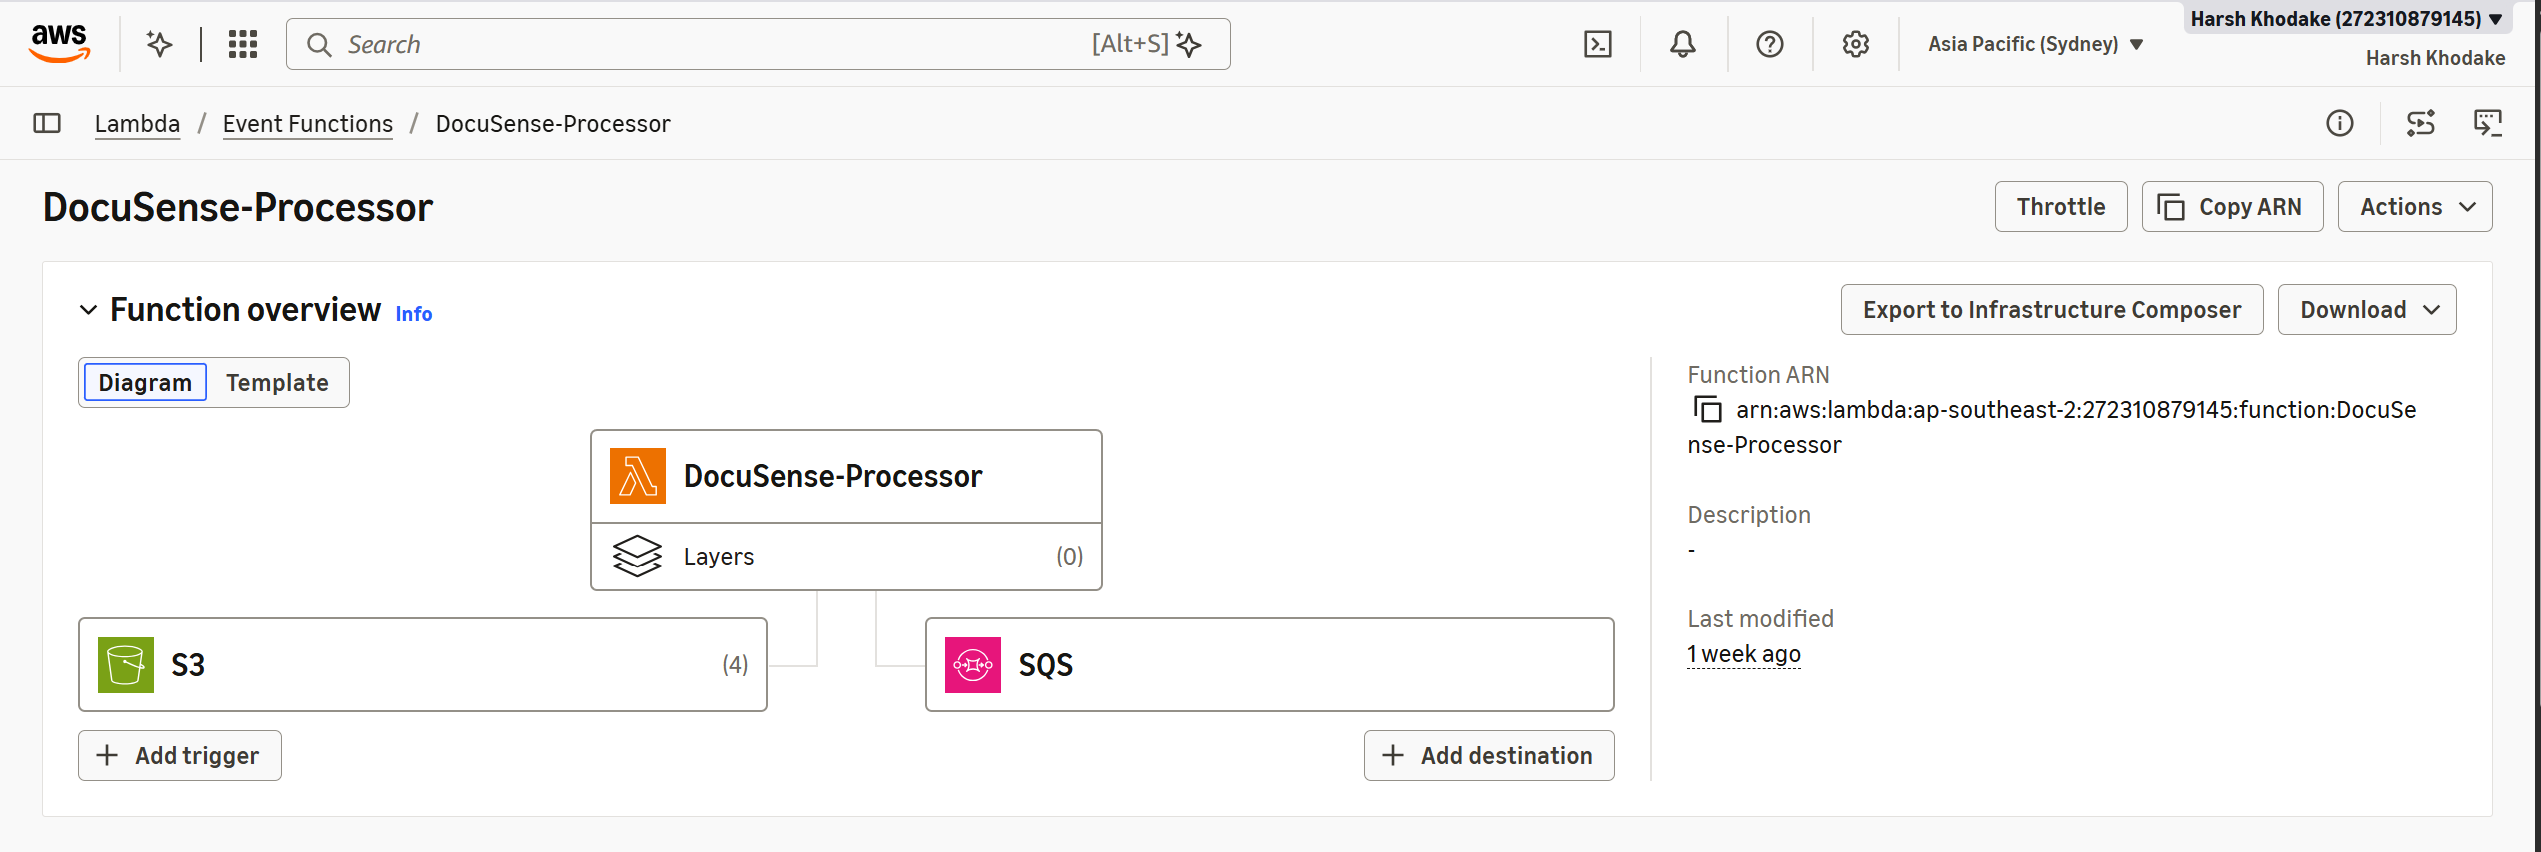 aws
Search [Alt+S]
Asia Pacific (Sydney)
Harsh Khodake (272310879145)
Harsh Khodake
Lambda / Event Functions / DocuSense-Processor
DocuSense-Processor
Throttle
Copy ARN
Actions
Function overview Info
Export to Infrastructure Composer
Download
Diagram
Template
DocuSense-Processor
Layers (0)
S3 (4)
SQS
Add trigger
Add destination
Function ARN
arn:aws:lambda:ap-southeast-2:272310879145:function:DocuSe
nse-Processor
Description
-
Last modified
1 week ago